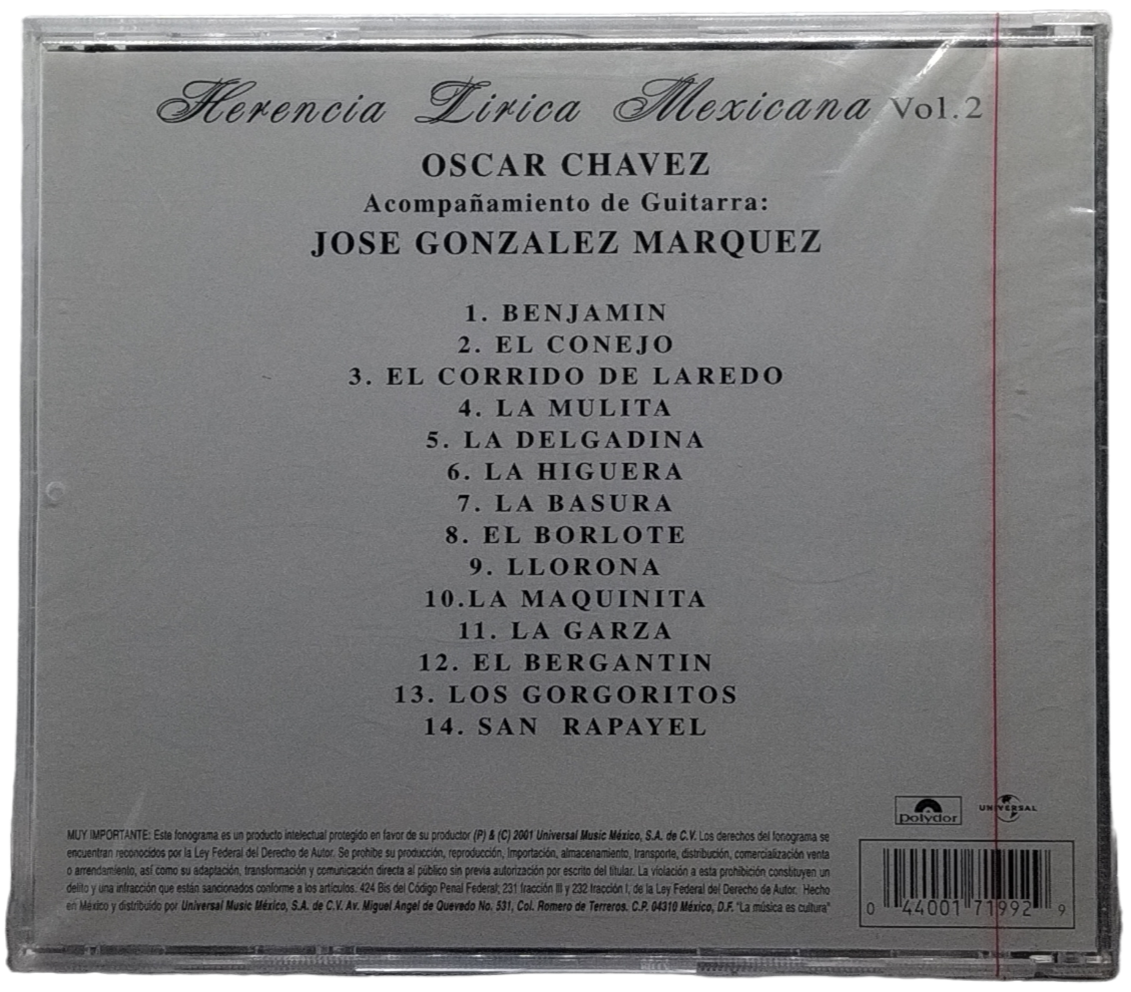 Herencia Lirica Mexicana Vol.2
OSCAR CHAVEZ
Acompañamiento de Guitarra:
JOSE GONZALEZ MARQUEZ
1. BENJAMIN
2. EL CONEJO
3. EL CORRIDO DE LAREDO
4. LA MULITA
5. LA DELGADINA
6. LA HIGUERA
7. LA BASURA
8. EL BORLOTE
9. LLORONA
10.LA MAQUINITA
11. LA GARZA
12. EL BERGANTIN
13. LOS GORGORITOS
14. SAN RAPAYEL
polydor
UNIVERSAL
MUY IMPORTANTE: Este fonograma es un producto intelectual protegido en favor de su productor (P) & (C) 2001 Universal Music México, S.A. de C.V. Los derechos del fonograma se
encuentran reconocidos por la Ley Federal del Derecho de Autor. Se prohibe su producción, reproducción, importación, almacenamiento, transporte, distribución, comercialización venta
o arrendamiento, así como su adaptación, transformación y comunicación directa al público sin previa autorización por escrito del titular. La violación a esta prohibición constituyen un
delito y una infracción que están sancionados conforme a los artículos. 424 Bis del Código Penal Federal; 231 fracción III y 232 fracción I, de la Ley Federal del Derecho de Autor. Hecho
en México y distribuido por Universal Music México, S.A. de C.V. Av. Miguel Angel de Quevedo No. 531, Col. Romero de Terreros. C.P. 04310 México, D.F. "La música es cultura"
0 44001 71992 9